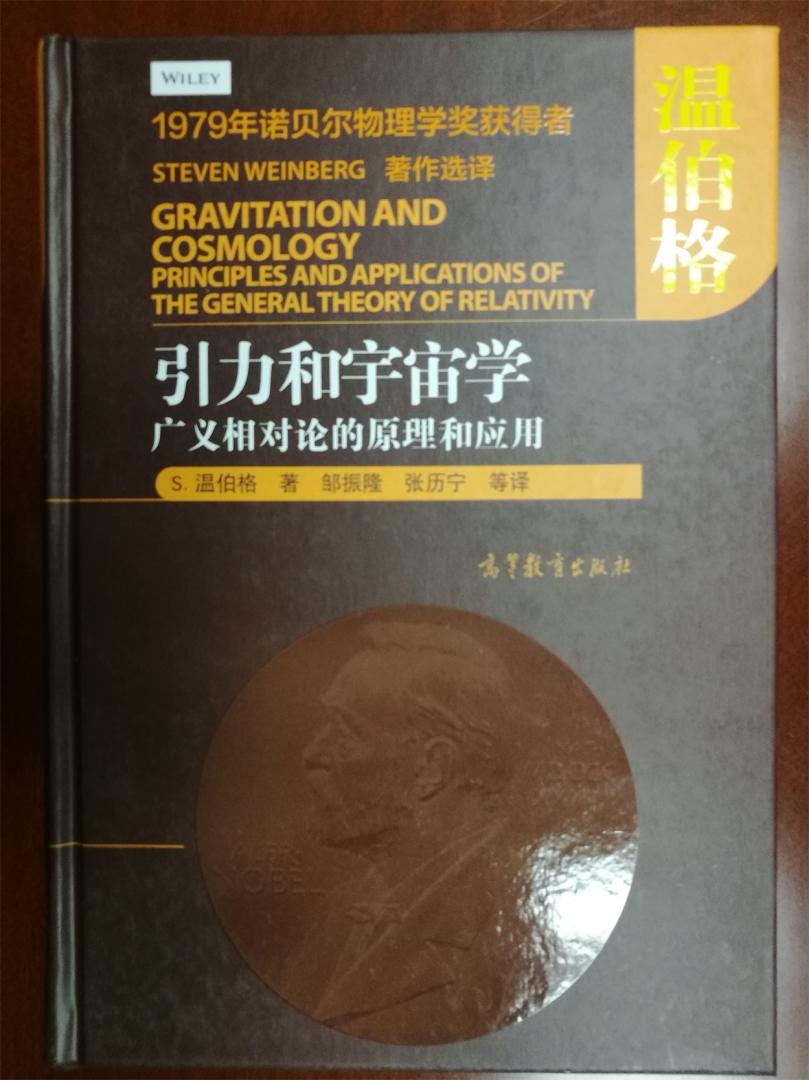 WILEY
温伯格
1979年诺贝尔物理学奖获得者
STEVEN WEINBERG 著作选译
GRAVITATION AND
COSMOLOGY
PRINCIPLES AND APPLICATIONS OF
THE GENERAL THEORY OF RELATIVITY
引力和宇宙学
广义相对论的原理和应用
S. 温伯格 著 邹振隆 张历宁 等译
高等教育出版社
NOBEL